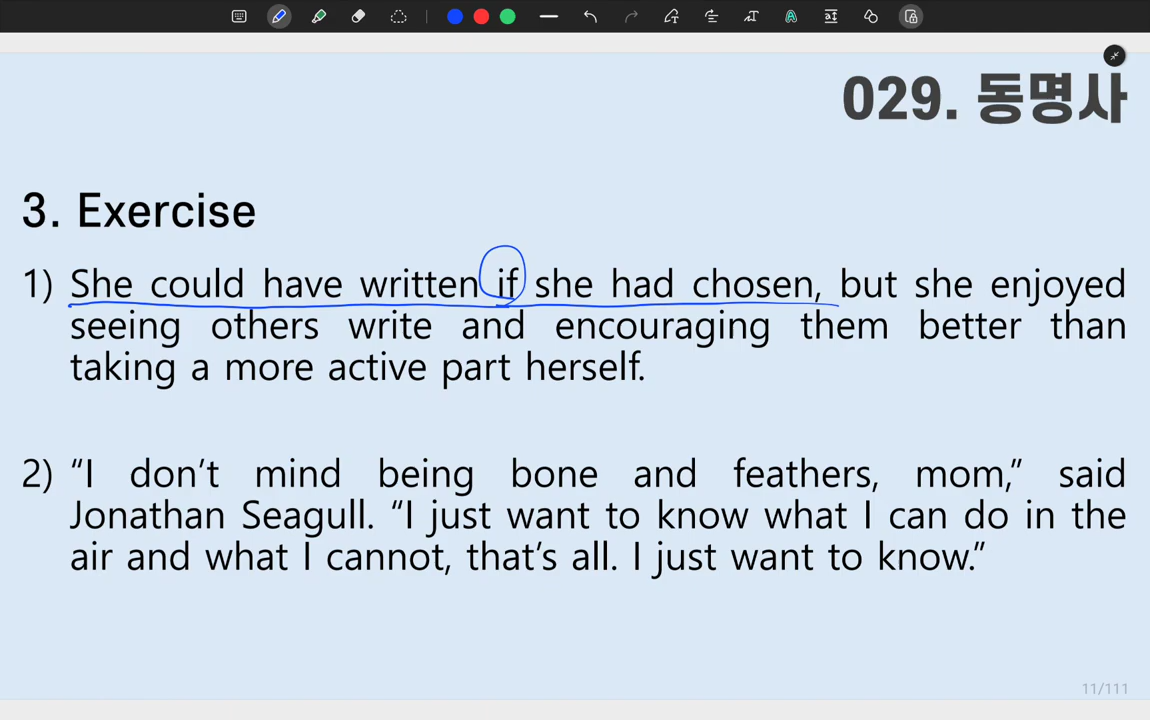 029. 동명사
3. Exercise
1) She could have written if she had chosen, but she enjoyed
seeing others write and encouraging them better than
taking a more active part herself.
2) “I don’t mind being bone and feathers, mom,” said
Jonathan Seagull. “I just want to know what I can do in the
air and what I cannot, that’s all. I just want to know.”
11/111